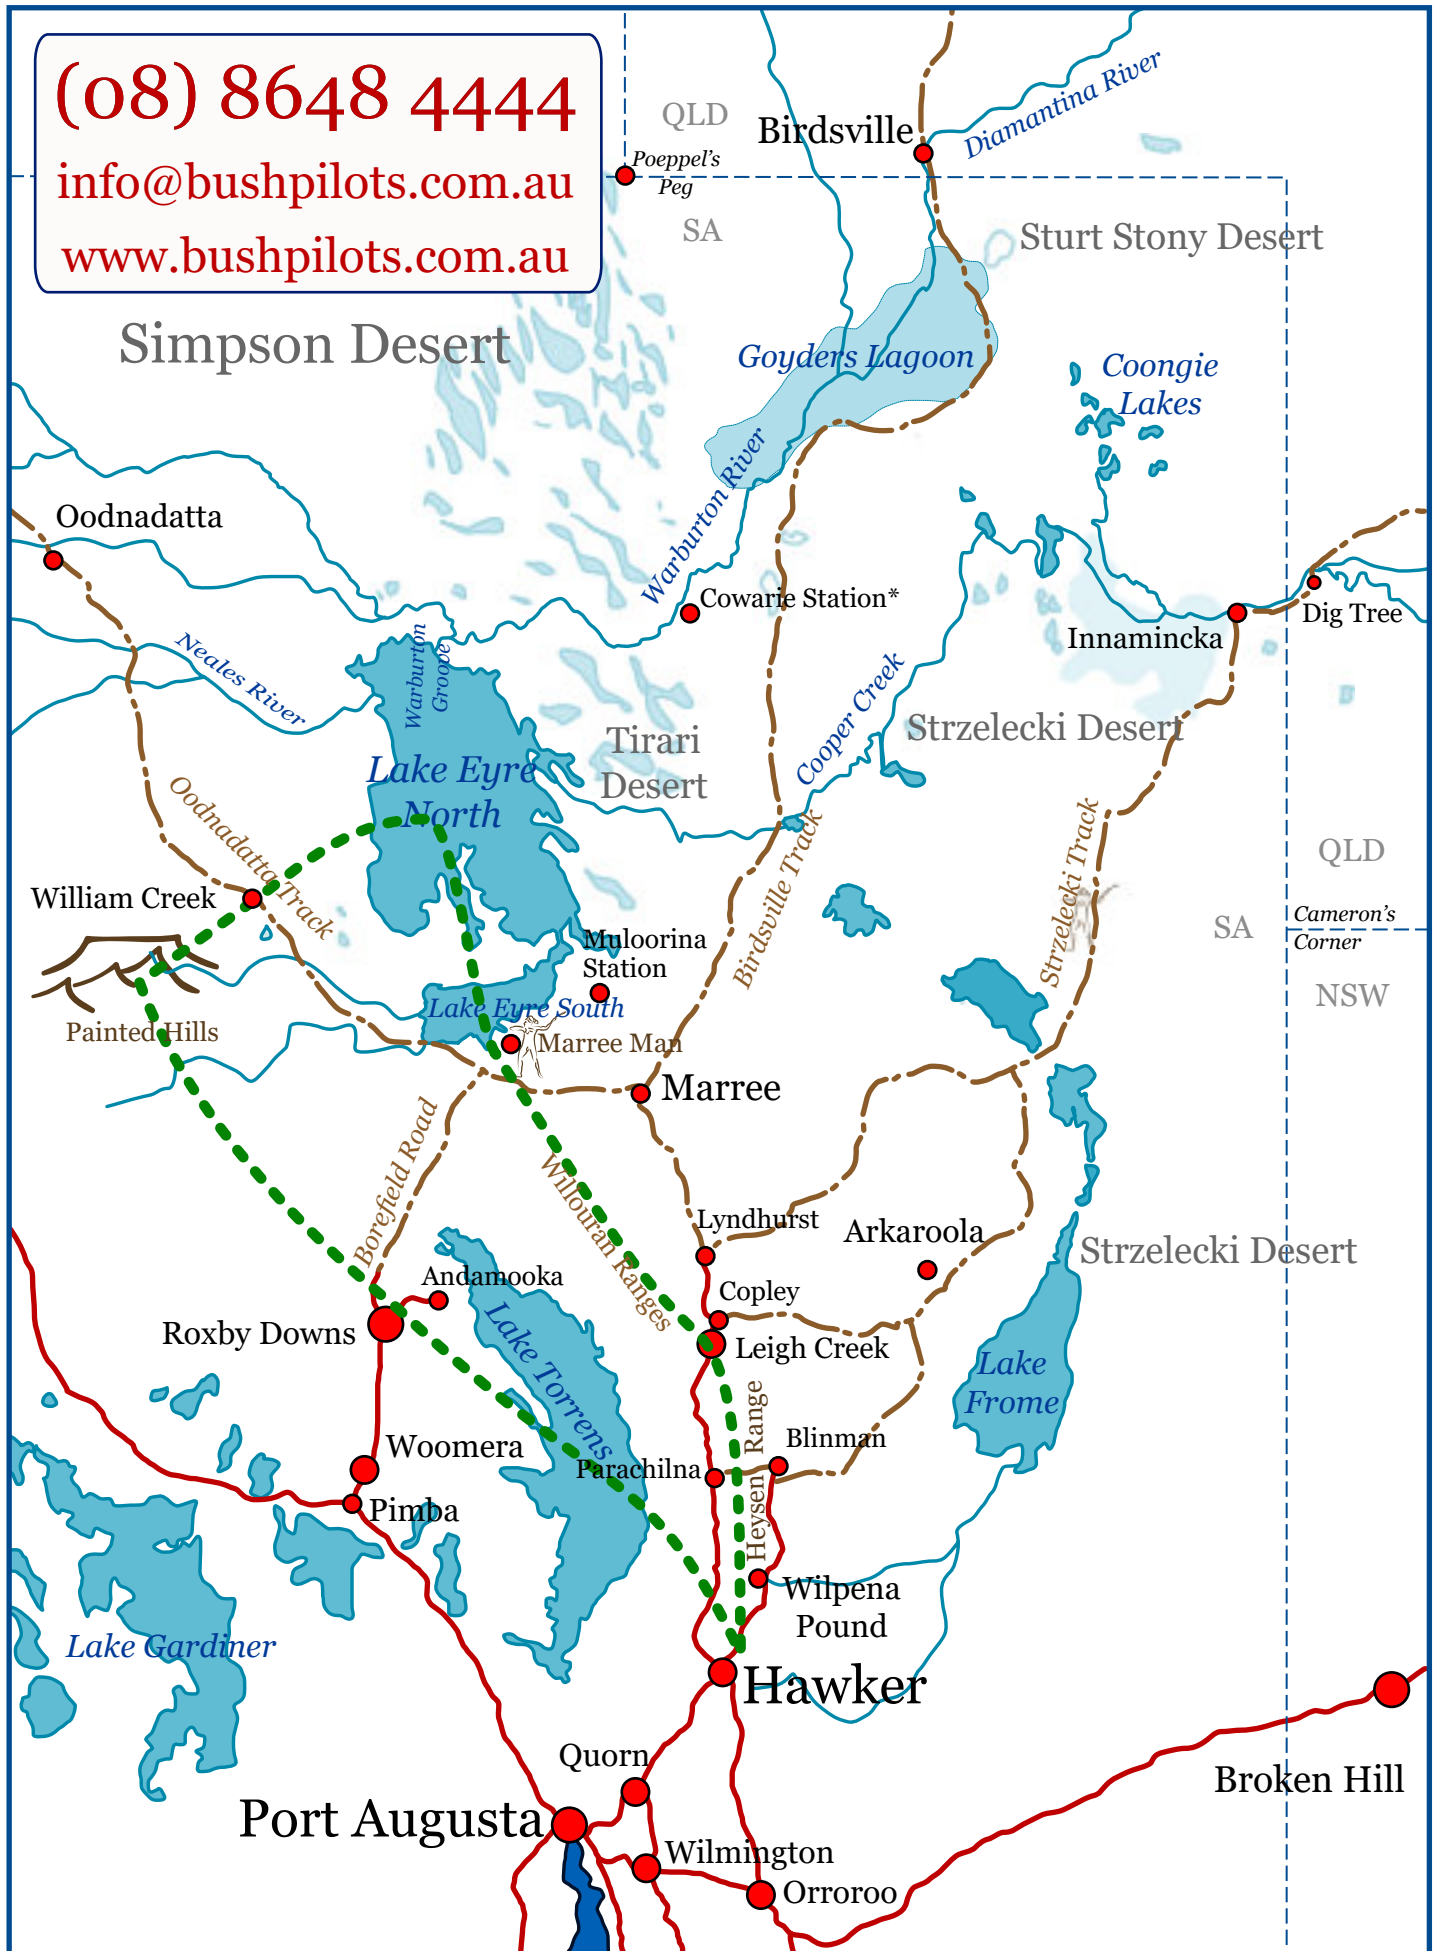 (08) 8648 4444
info@bushpilots.com.au
www.bushpilots.com.au
QLD
Birdsville
Diamantina River
Poeppel's
Peg
SA
Sturt Stony Desert
Simpson Desert
Goyders Lagoon
Coongie
Lakes
Oodnadatta
Warburton River
Cowarie Station*
Dig Tree
Innamincka
Neales River
Warburton
Groove
Cooper Creek
Strzelecki Desert
Tirari
Desert
Lake Eyre
North
Oodnadatta Track
Birdsville Track
Strzelecki Track
QLD
William Creek
SA
Cameron's
Corner
Muloorina
Station
NSW
Lake Eyre South
Painted Hills
Marree Man
Marree
Borefield Road
Willouran Ranges
Lyndhurst
Arkaroola
Strzelecki Desert
Andamooka
Copley
Roxby Downs
Lake Torrens
Leigh Creek
Lake
Frome
Heysen Range
Woomera
Blinman
Parachilna
Pimba
Wilpena
Pound
Lake Gardiner
Hawker
Quorn
Broken Hill
Port Augusta
Wilmington
Orroroo